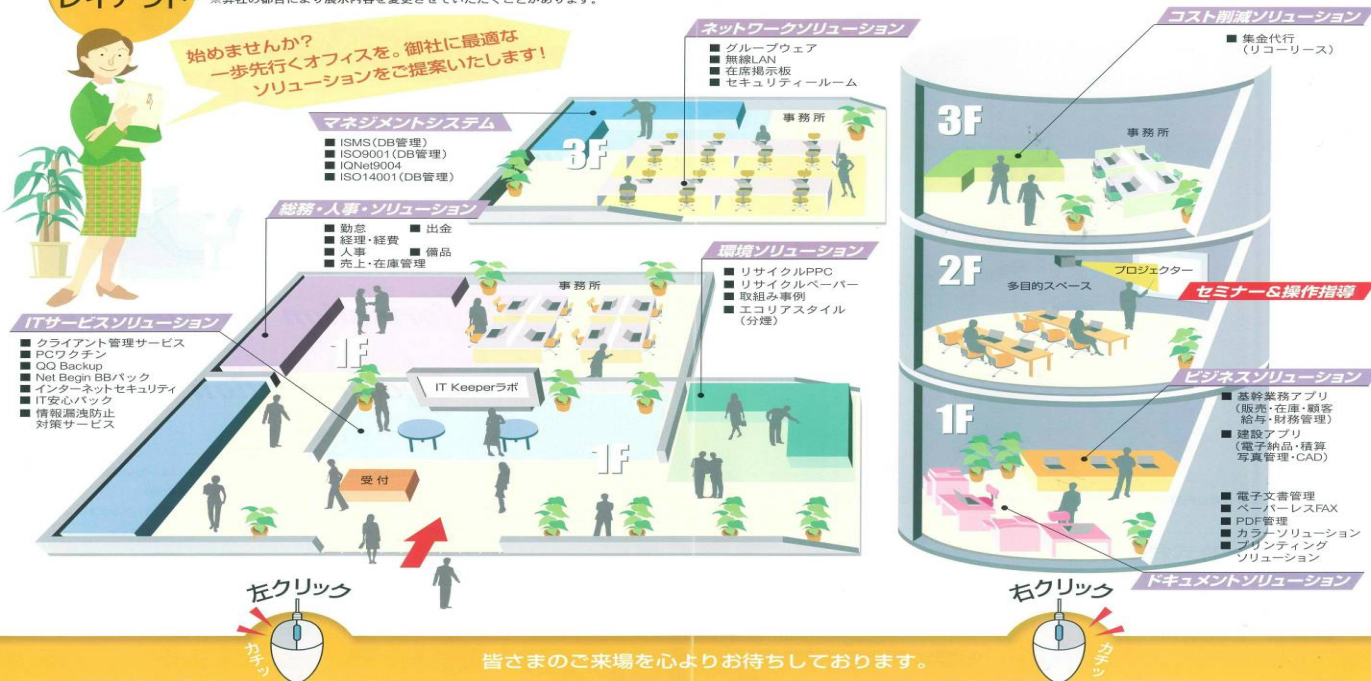 レイアウト
※弊社の都合により展示内容を変更させていただくことがあります。
始めませんか?
一歩先行くオフィスを。御社に最適な
ソリューションをご提案いたします!
マネジメントシステム
■ ISMS(DB管理)
■ ISO9001(DB管理)
■ IQNet9004
■ ISO14001(DB管理)
ネットワークソリューション
■ グループウェア
■ 無線LAN
■ 在席掲示板
■ セキュリティールーム
3F
事務所
総務・人事・ソリューション
■ 勤怠 ■ 出金
■ 経理・経費
■ 人事 ■ 備品
■ 売上・在庫管理
環境ソリューション
■ リサイクルPPC
■ リサイクルペーパー
■ 取組み事例
■ エコリアスタイル
(分煙)
ITサービスソリューション
■ クライアント管理サービス
■ PCワクチン
■ QQ Backup
■ Net Begin BBパック
■ インターネットセキュリティ
■ IT安心パック
■ 情報漏洩防止
対策サービス
事務所
1F
IT Keeperラボ
1F
受付
コスト削減ソリューション
■ 集金代行
(リコーリース)
3F
事務所
2F
多目的スペース
プロジェクター
セミナー&操作指導
ビジネスソリューション
■ 基幹業務アプリ
(販売・在庫・顧客
給与・財務管理)
■ 建設アプリ
(電子納品・積算
写真管理・CAD)
1F
■ 電子文書管理
■ ペーパーレスFAX
■ PDF管理
■ カラーソリューション
■ プリンティング
ソリューション
ドキュメントソリューション
左クリック
カチッ
右クリック
カチッ
皆さまのご来場を心よりお待ちしております。